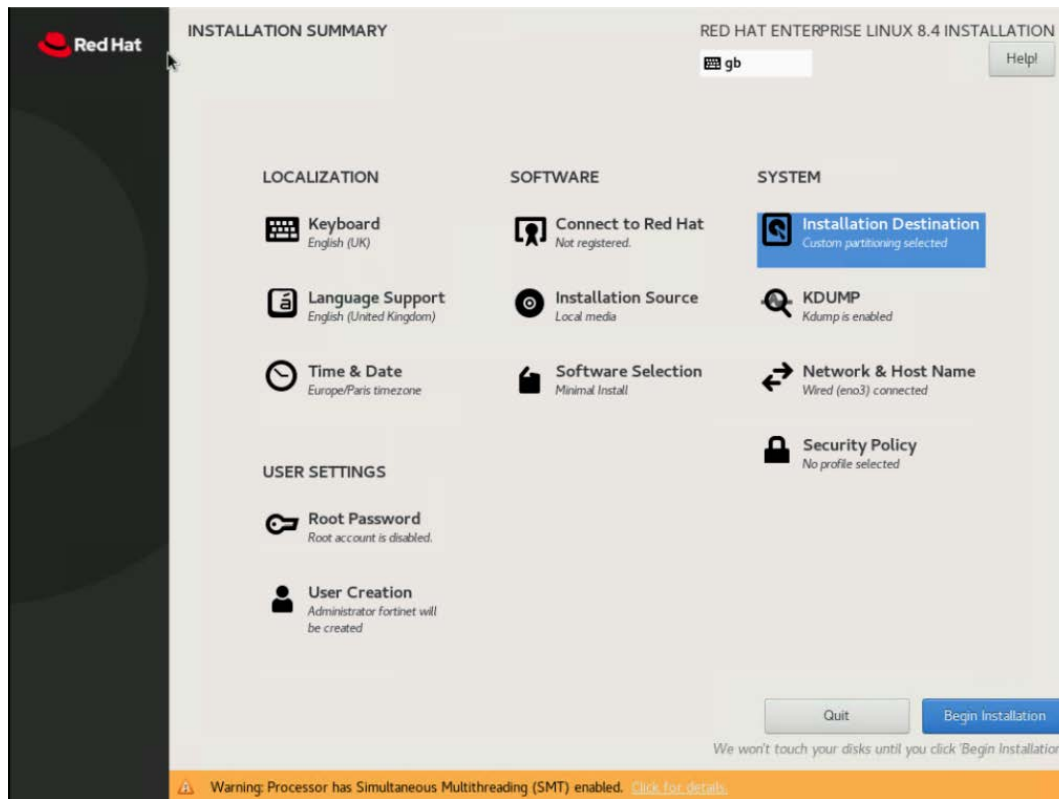 Red Hat
INSTALLATION SUMMARY
RED HAT ENTERPRISE LINUX 8.4 INSTALLATION
gb
Help!
LOCALIZATION
Keyboard
English (UK)
Language Support
English (United Kingdom)
Time & Date
Europe/Paris timezone
SOFTWARE
Connect to Red Hat
Not registered.
Installation Source
Local media
Software Selection
Minimal Install
SYSTEM
Installation Destination
Custom partitioning selected
KDUMP
Kdump is enabled
Network & Host Name
Wired (eno3) connected
Security Policy
No profile selected
USER SETTINGS
Root Password
Root account is disabled.
User Creation
Administrator fortinet will
be created
Quit
Begin Installation
We won't touch your disks until you click 'Begin Installation
Warning: Processor has Simultaneous Multithreading (SMT) enabled. Click for details.